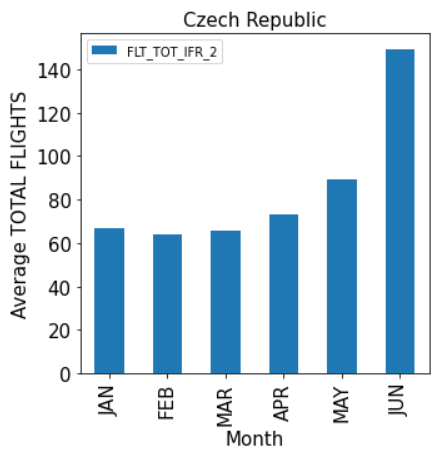 Czech Republic
FLT_TOT_IFR_2
Average TOTAL FLIGHTS
140
120
100
80
60
40
20
0
JAN
FEB
MAR
APR
MAY
JUN
Month